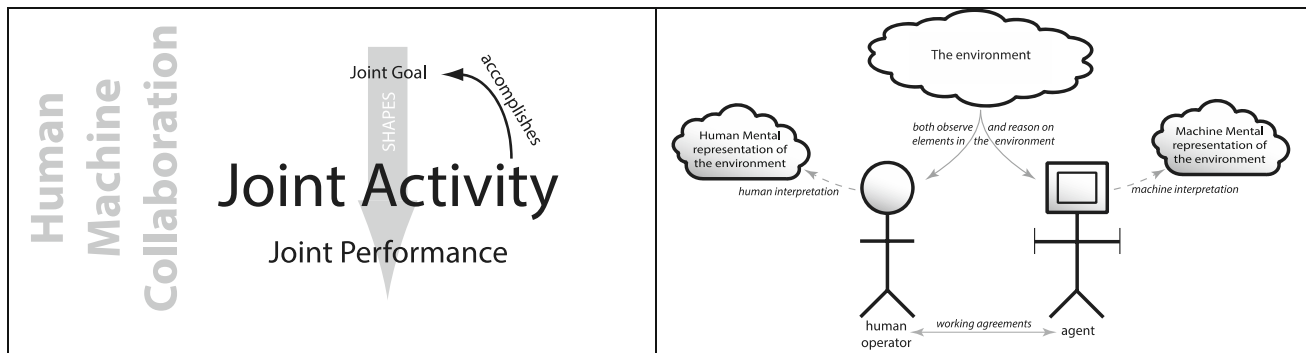 Human
Machine
Collaboration
Joint Goal
accomplishes
SHAPES
Joint Activity
Joint Performance
The environment
both observe and reason on
elements in the environment
Human Mental
representation of
the environment
Machine Mental
representation of
the environment
human interpretation
machine interpretation
human
operator
working agreements
agent